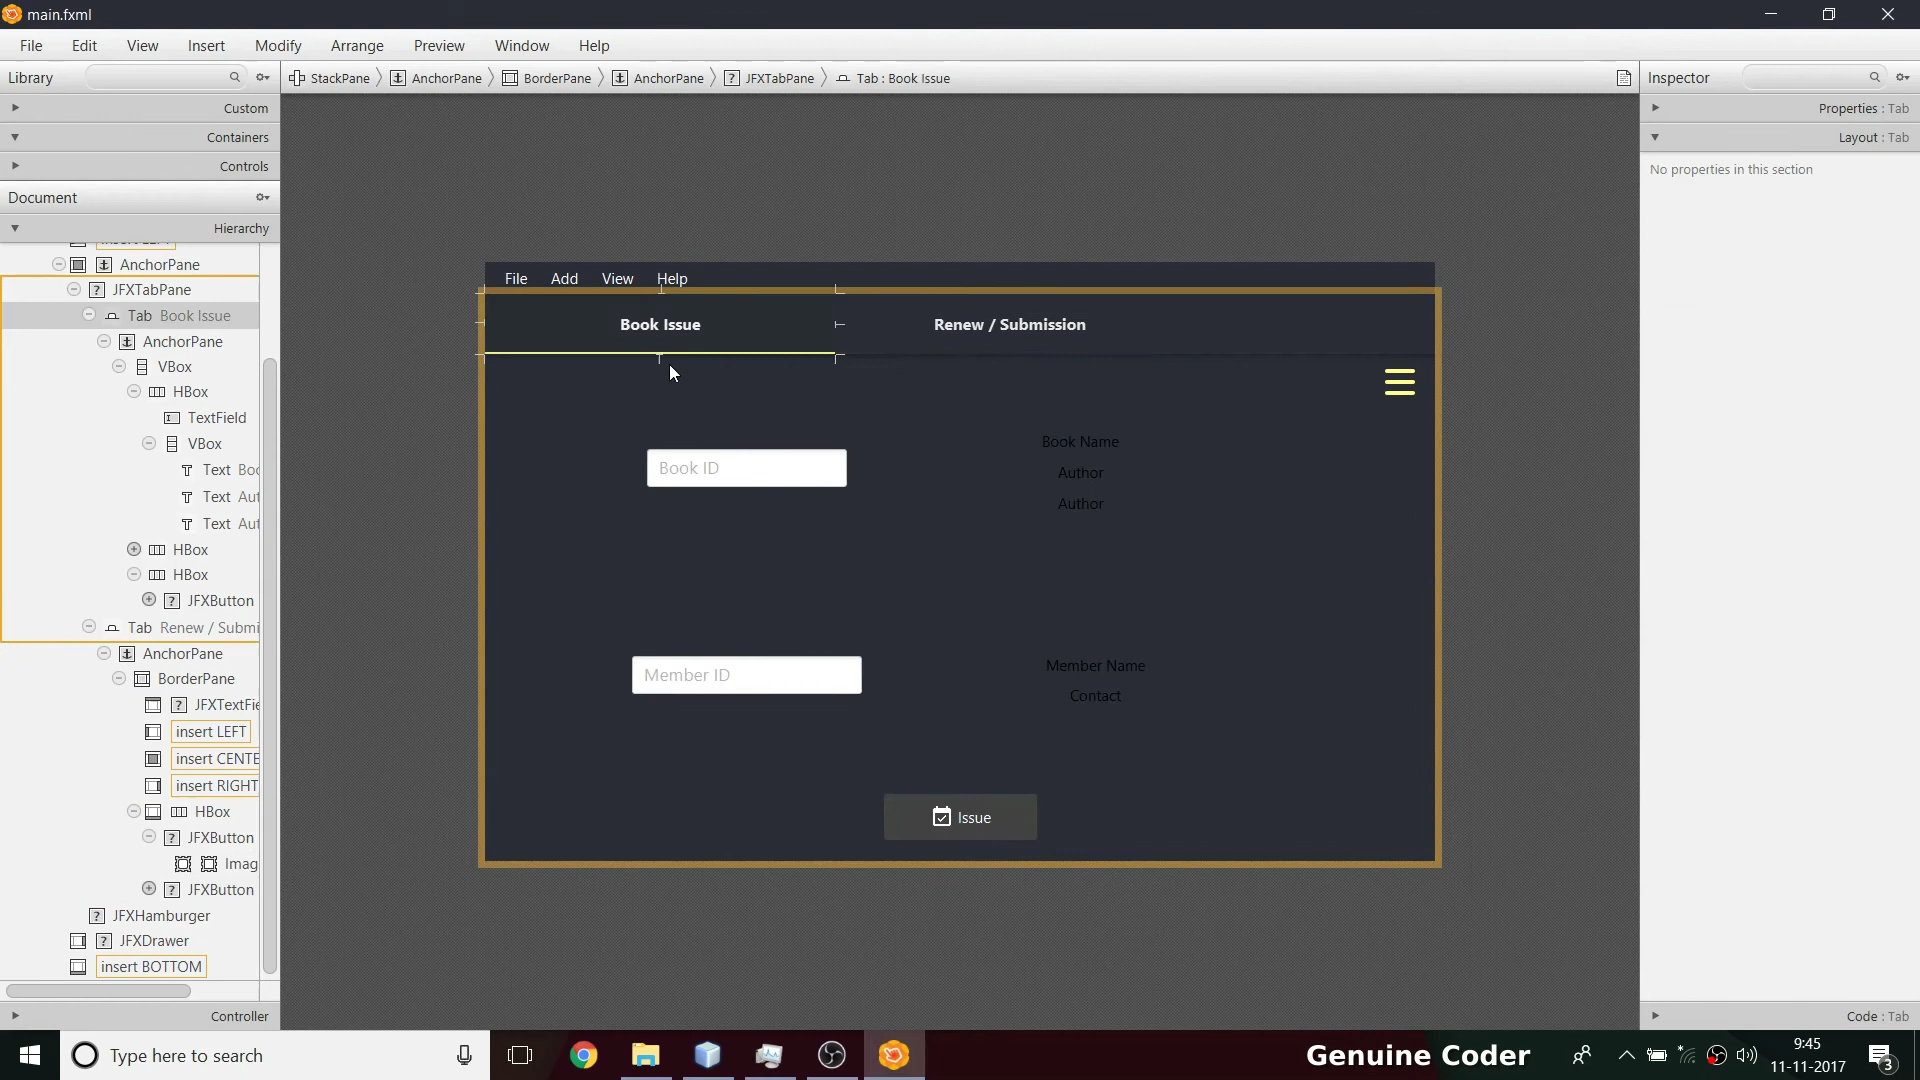 main.fxml
File Edit View Insert Modify Arrange Preview Window Help
Library
StackPane AnchorPane BorderPane AnchorPane JFXTabPane Tab : Book Issue
Inspector
Custom
Containers
Controls
Document
Hierarchy
AnchorPane
JFXTabPane
Tab Book Issue
AnchorPane
VBox
HBox
TextField
VBox
Text Boo
Text Aut
Text Aut
HBox
HBox
JFXButton
Tab Renew / Submi
AnchorPane
BorderPane
JFXTextFie
insert LEFT
insert CENTE
insert RIGHT
HBox
JFXButton
Imag
JFXButton
JFXHamburger
JFXDrawer
insert BOTTOM
Controller
File Add View Help
Book Issue Renew / Submission
Book ID
Book Name
Author
Author
Member ID
Member Name
Contact
Issue
Properties : Tab
Layout : Tab
No properties in this section
Code : Tab
Type here to search
Genuine Coder
9:45
11-11-2017
3